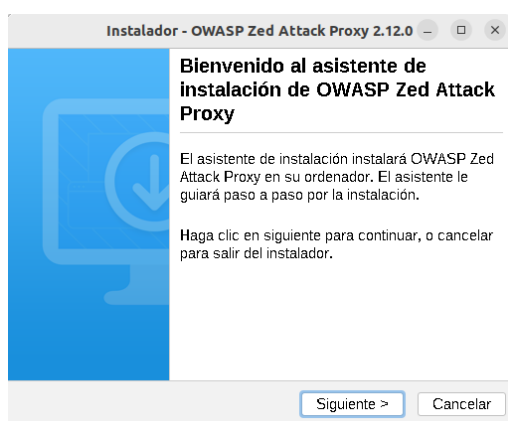 Instalador - OWASP Zed Attack Proxy 2.12.0
Bienvenido al asistente de
instalación de OWASP Zed Attack
Proxy
El asistente de instalación instalará OWASP Zed
Attack Proxy en su ordenador. El asistente le
guiará paso a paso por la instalación.
Haga clic en siguiente para continuar, o cancelar
para salir del instalador.
Siguiente >
Cancelar